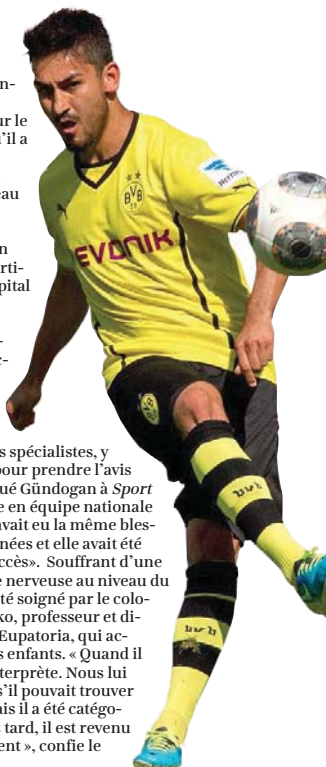 n-
ur le
u'il a
eau
n
rti-
pital
-
c-
s spécialistes, y
pour prendre l'avis
ué Gündogan à Sport
e en équipe nationale
avait eu la même bles-
nées et elle avait été
ccès». Souffrant d'une
e nerveuse au niveau du
té soigné par le colo-
ko, professeur et di-
Eupatoria, qui ac-
s enfants. « Quand il
terprète. Nous lui
s'il pouvait trouver
ais il a été catégo-
s tard, il est revenu
ent », confie le
BVB
09
EVONIK
BVB
BVB